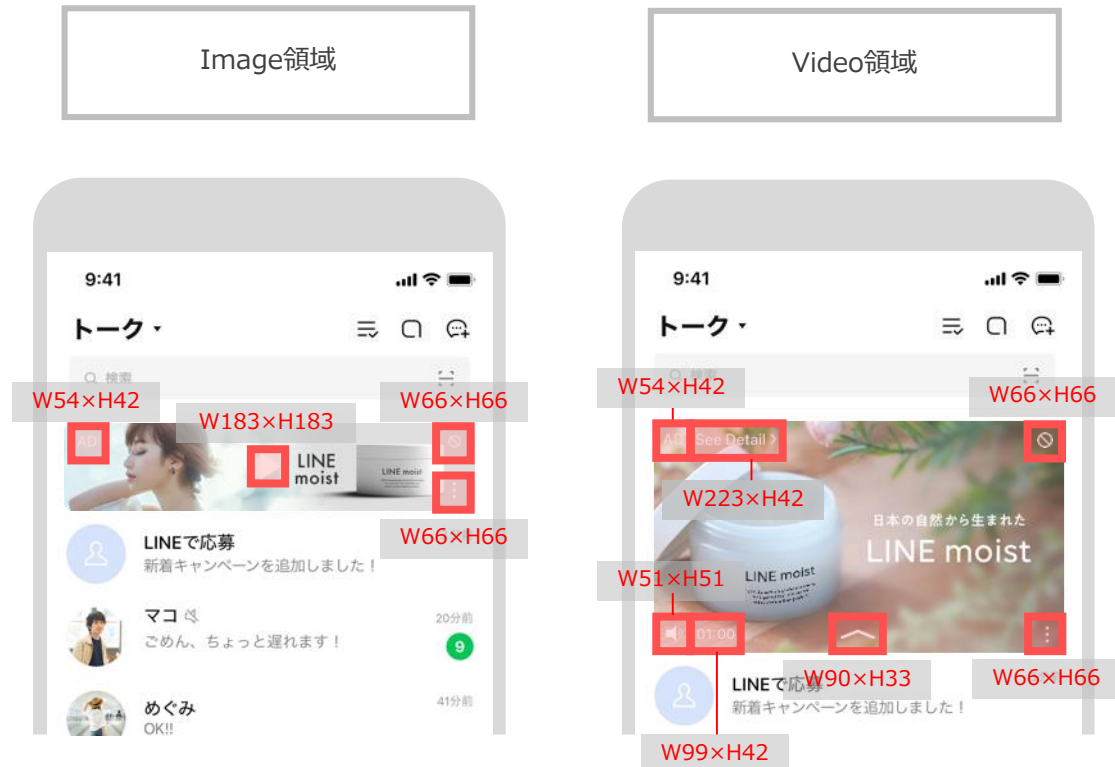 Image領域
Video領域
9:41
トーク
検索
W54×H42
W183×H183
W66×H66
AD
LINE
moist
LINE moist
W66×H66
LINEで応募
新着キャンペーンを追加しました！
マコ
20分前
ごめん、ちょっと遅れます！
9
めぐみ
41分前
OK!!
9:41
トーク
検索
W54×H42
W66×H66
AD
See Detail
W223×H42
日本の自然から生まれた
LINE moist
W51×H51
LINE moist
01:00
W90×H33
W66×H66
LINEで応募
新着キャンペーンを追加しました！
W99×H42